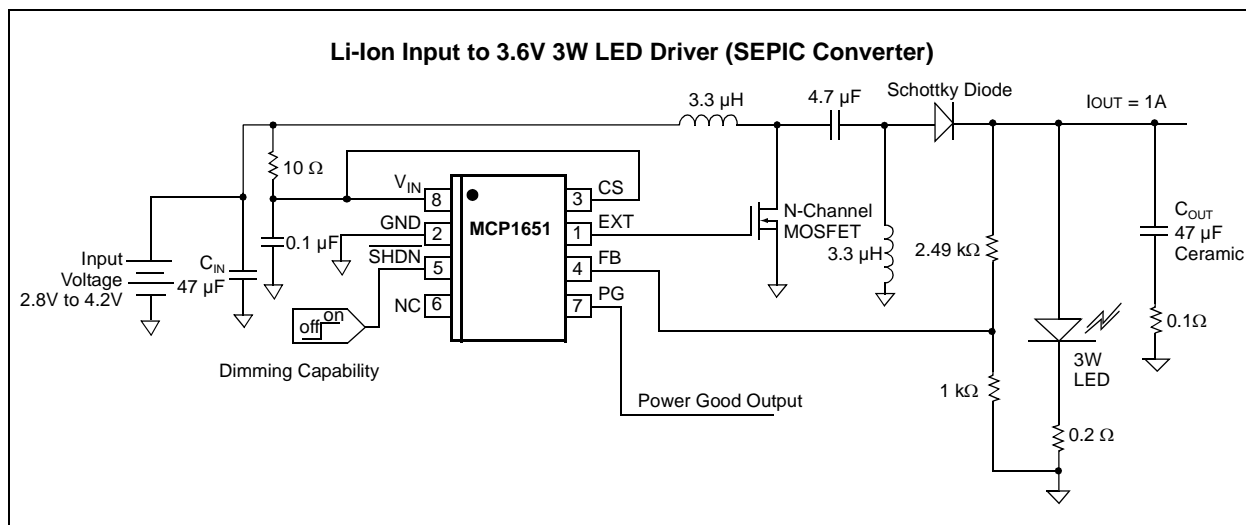 Li-Ion Input to 3.6V 3W LED Driver (SEPIC Converter)
3.3 µH
4.7 µF
Schottky Diode
IOUT = 1A
10 Ω
VIN
8
3
CS
GND
2
MCP1651
1
EXT
N-Channel
MOSFET
0.1 µF
SHDN
5
4
FB
3.3 µH
2.49 kΩ
COUT
47 µF
Ceramic
Input
Voltage
2.8V to 4.2V
CIN
47 µF
NC
6
7
PG
off
on
Dimming Capability
0.1Ω
3W
LED
Power Good Output
1 kΩ
0.2 Ω